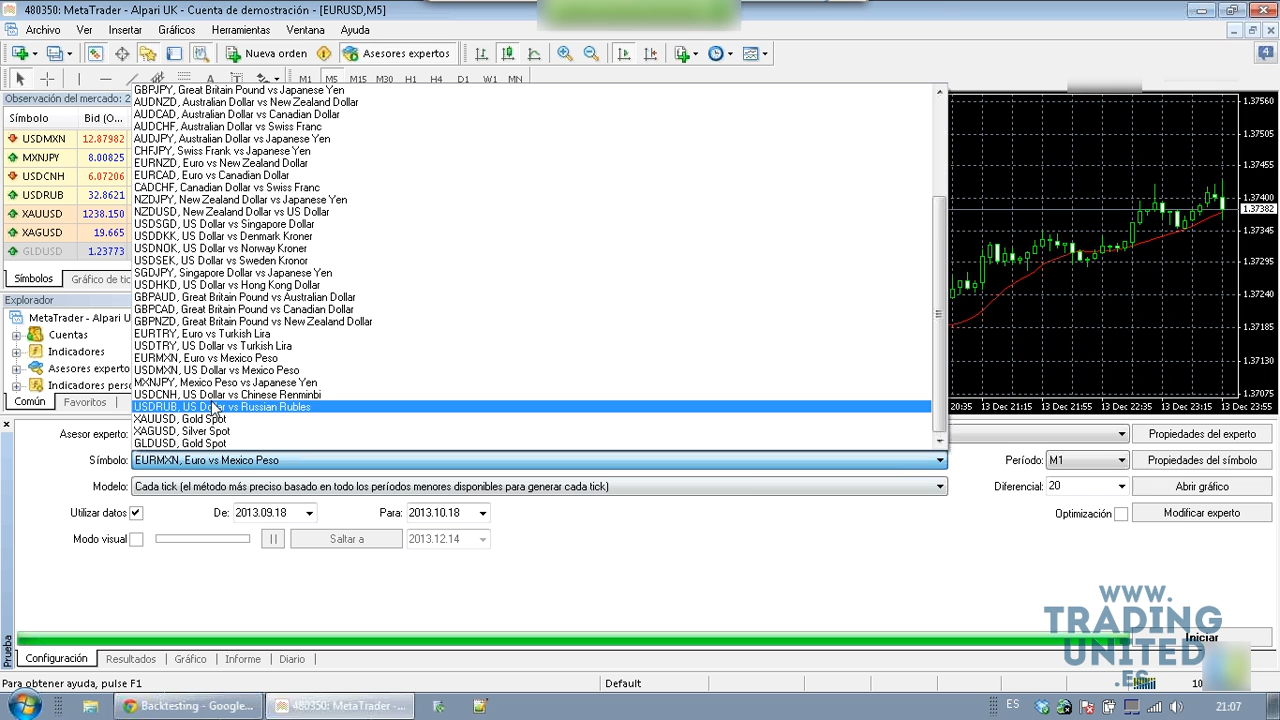 480350: MetaTrader - Alpari UK - Cuenta de demostración - [EURUSD,M5]
Archivo Ver Insertar Gráficos Herramientas Ventana Ayuda
Nueva orden Asesores expertos 4
A M1 M5 M15 M30 H1 H4 D1 W1 MN
Observación del mercado: 2
Símbolo Bid (O...
USDMXN 12.87982
MXNJPY 8.00825
USDCNH 6.07206
USDRUB 32.8621
XAUUSD 1238.150
XAGUSD 19.665
GLDUSD 1.23773
Símbolos Gráfico de tic
Explorador
MetaTrader - Alpari U
Cuentas
Indicadores
Asesores experto
Indicadores perso
Común Favoritos
GBPJPY, Great Britain Pound vs Japanese Yen
AUDNZD, Australian Dollar vs New Zealand Dollar
AUDCAD, Australian Dollar vs Canadian Dollar
AUDCHF, Australian Dollar vs Swiss Franc
AUDJPY, Australian Dollar vs Japanese Yen
CHFJPY, Swiss Frank vs Japanese Yen
EURNZD, Euro vs New Zealand Dollar
EURCAD, Euro vs Canadian Dollar
CADCHF, Canadian Dollar vs Swiss Franc
NZDJPY, New Zealand Dollar vs Japanese Yen
NZDUSD, New Zealand Dollar vs US Dollar
USDSGD, US Dollar vs Singapore Dollar
USDDKK, US Dollar vs Denmark Kroner
USDNOK, US Dollar vs Norway Kroner
USDSEK, US Dollar vs Sweden Kronor
SGDJPY, Singapore Dollar vs Japanese Yen
USDHKD, US Dollar vs Hong Kong Dollar
GBPAUD, Great Britain Pound vs Australian Dollar
GBPCAD, Great Britain Pound vs Canadian Dollar
GBPNZD, Great Britain Pound vs New Zealand Dollar
EURTRY, Euro vs Turkish Lira
USDTRY, US Dollar vs Turkish Lira
EURMXN, Euro vs Mexico Peso
USDMXN, US Dollar vs Mexico Peso
MXNJPY, Mexico Peso vs Japanese Yen
USDCNH, US Dollar vs Chinese Renminbi
USDRUB, US Dollar vs Russian Rubles
XAUUSD, Gold Spot
XAGUSD, Silver Spot
GLDUSD, Gold Spot
1.37560
1.37505
1.37455
1.37400
1.37382
1.37345
1.37295
1.37240
1.37185
1.37130
1.37075
20:35 13 Dec 21:15 13 Dec 21:55 13 Dec 22:35 13 Dec 23:15 13 Dec 23:55
Asesor experto: Propiedades del experto
Símbolo: EURMXN, Euro vs Mexico Peso Período: M1 Propiedades del símbolo
Modelo: Cada tick (el método más preciso basado en todo los períodos menores disponibles para generar cada tick) Diferencial: 20 Abrir gráfico
Utilizar datos De: 2013.09.18 Para: 2013.10.18 Optimización Modificar experto
Modo visual Saltar a 2013.12.14
WWW.
TRADING
UNITED
.ES
Iniciar
Prueba
Configuración Resultados Gráfico Informe Diario
Para obtener ayuda, pulse F1 Default 10
Backtesting - Google... 480350: MetaTrader -... ES 21:07